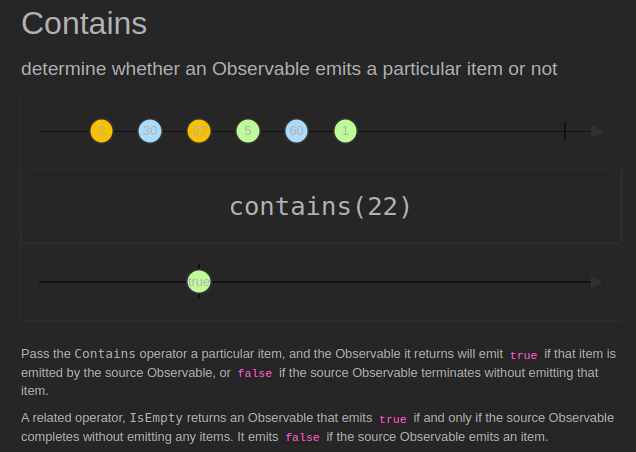 Contains
determine whether an Observable emits a particular item or not
2 30 22 5 60 1
contains(22)
true
Pass the Contains operator a particular item, and the Observable it returns will emit true if that item is
emitted by the source Observable, or false if the source Observable terminates without emitting that
item.
A related operator, IsEmpty returns an Observable that emits true if and only if the source Observable
completes without emitting any items. It emits false if the source Observable emits an item.